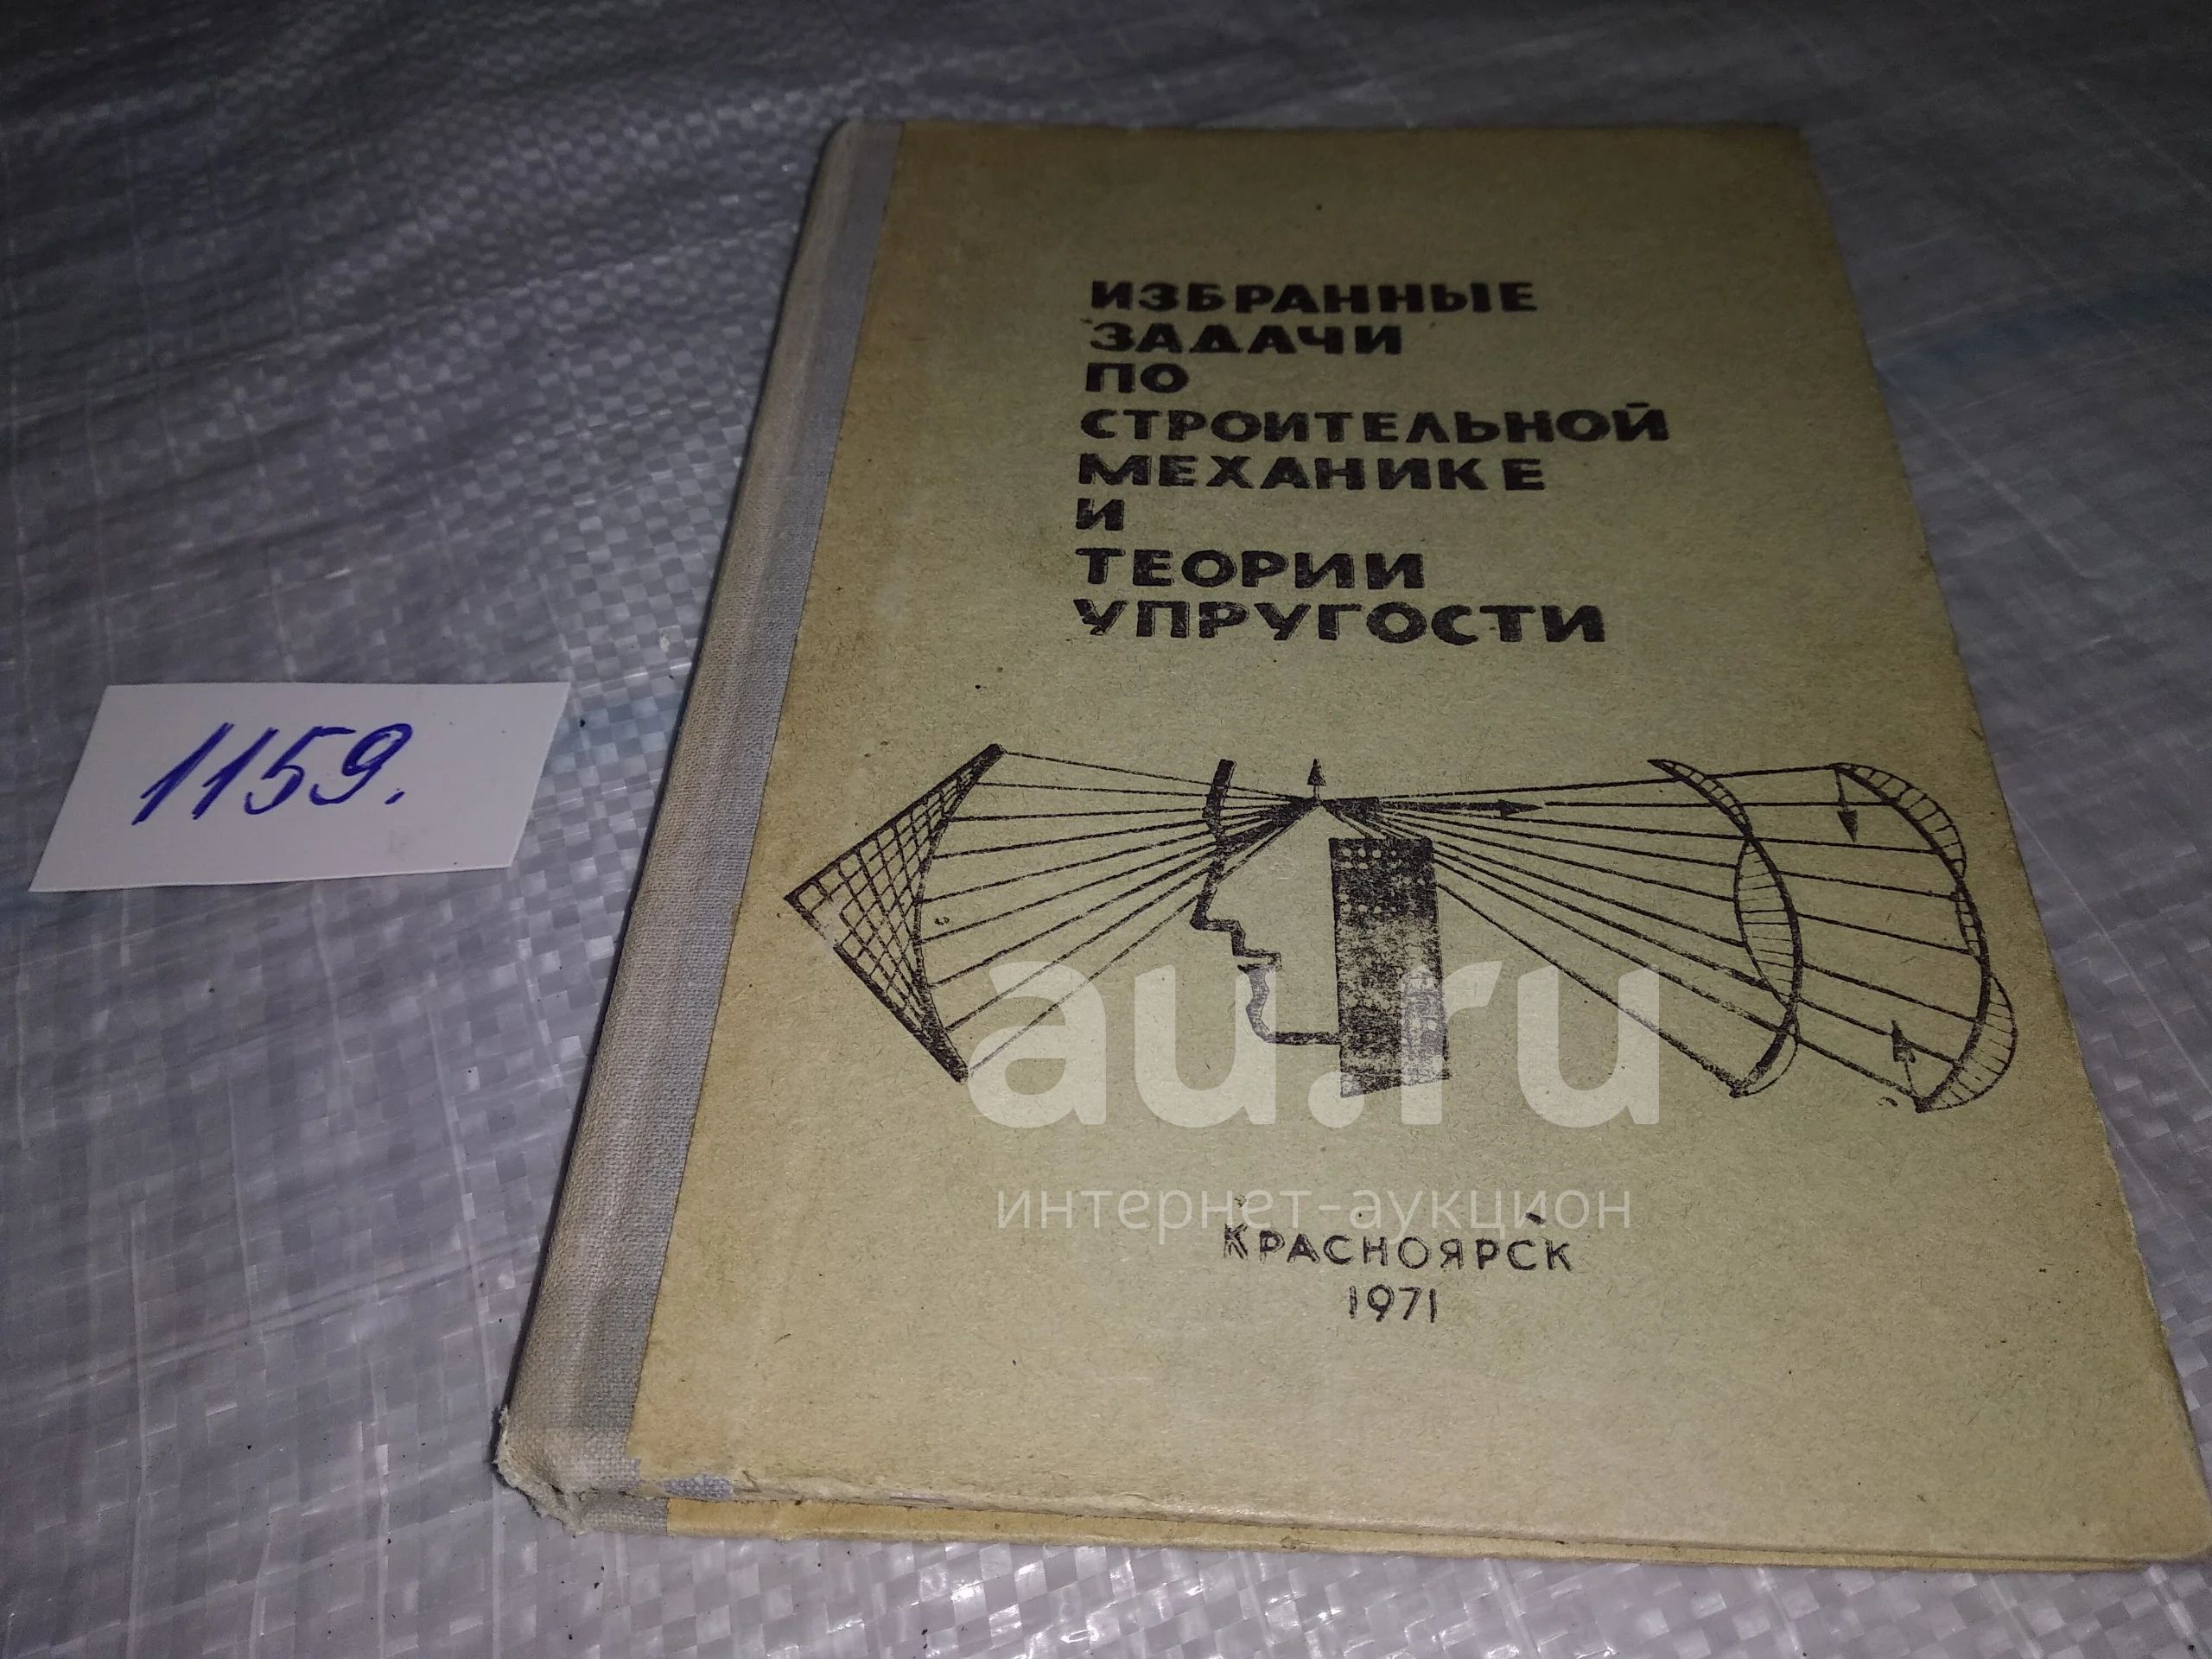 ИЗБРАННЫЕ
ЗАДАЧИ
ПО
СТРОИТЕЛЬНОЙ
МЕХАНИКЕ
И
ТЕОРИИ
УПРУГОСТИ
1159.
au.ru
интернет-аукцион
КРАСНОЯРСК
1971